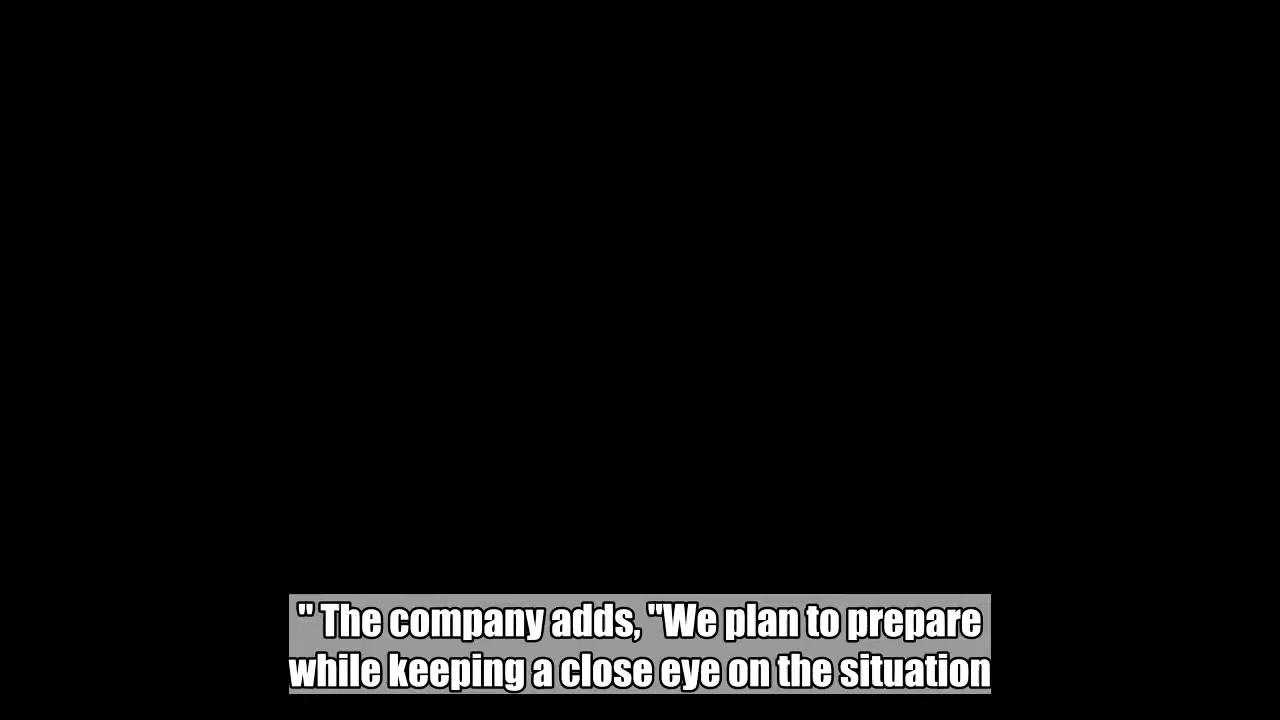 " The company adds, "We plan to prepare
while keeping a close eye on the situation